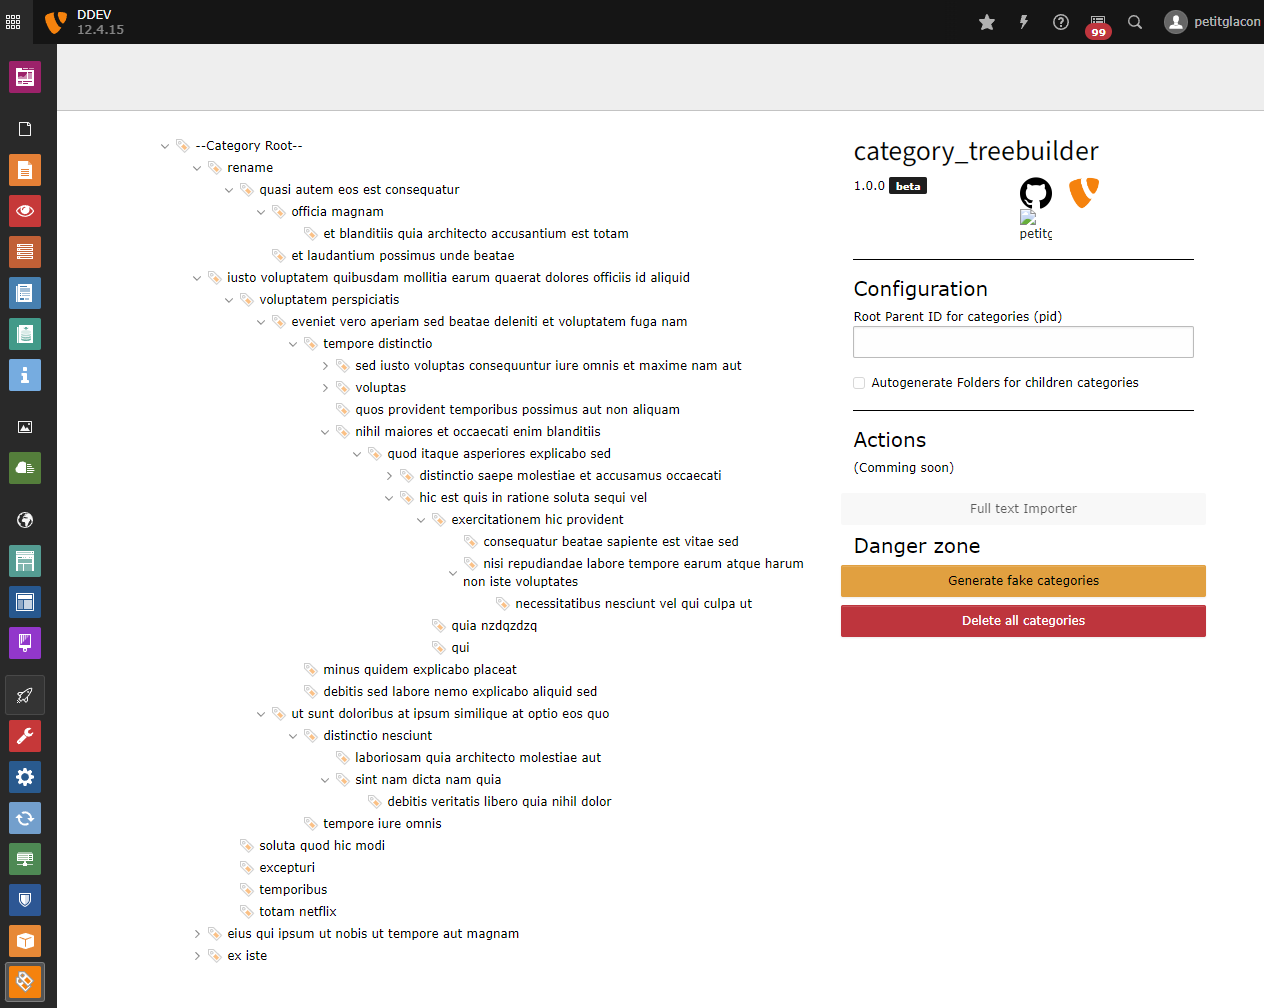 DDEV
12.4.15
99
petitglacon
--Category Root--
rename
quasi autem eos est consequatur
officia magnam
et blanditiis quia architecto accusantium est totam
et laudantium possimus unde beatae
iusto voluptatem quibusdam mollitia earum quaerat dolores officiis id aliquid
voluptatem perspiciatis
eveniet vero aperiam sed beatae deleniti et voluptatem fuga nam
tempore distinctio
sed iusto voluptas consequuntur iure omnis et maxime nam aut
voluptas
quos provident temporibus possimus aut non aliquam
nihil maiores et occaecati enim blanditiis
quod itaque asperiores explicabo sed
distinctio saepe molestiae et accusamus occaecati
hic est quis in ratione soluta sequi vel
exercitationem hic provident
consequatur beatae sapiente est vitae sed
nisi repudiandae labore tempore earum atque harum
non iste voluptates
necessitatibus nesciunt vel qui culpa ut
quia nzdqzdzq
qui
minus quidem explicabo placeat
debitis sed labore nemo explicabo aliquid sed
ut sunt doloribus at ipsum similique at optio eos quo
distinctio nesciunt
laboriosam quia architecto molestiae aut
sint nam dicta nam quia
debitis veritatis libero quia nihil dolor
tempore iure omnis
soluta quod hic modi
excepturi
temporibus
totam netflix
eius qui ipsum ut nobis ut tempore aut magnam
ex iste
category_treebuilder
1.0.0 beta
petitg
Configuration
Root Parent ID for categories (pid)
Autogenerate Folders for children categories
Actions
(Comming soon)
Full text Importer
Danger zone
Generate fake categories
Delete all categories